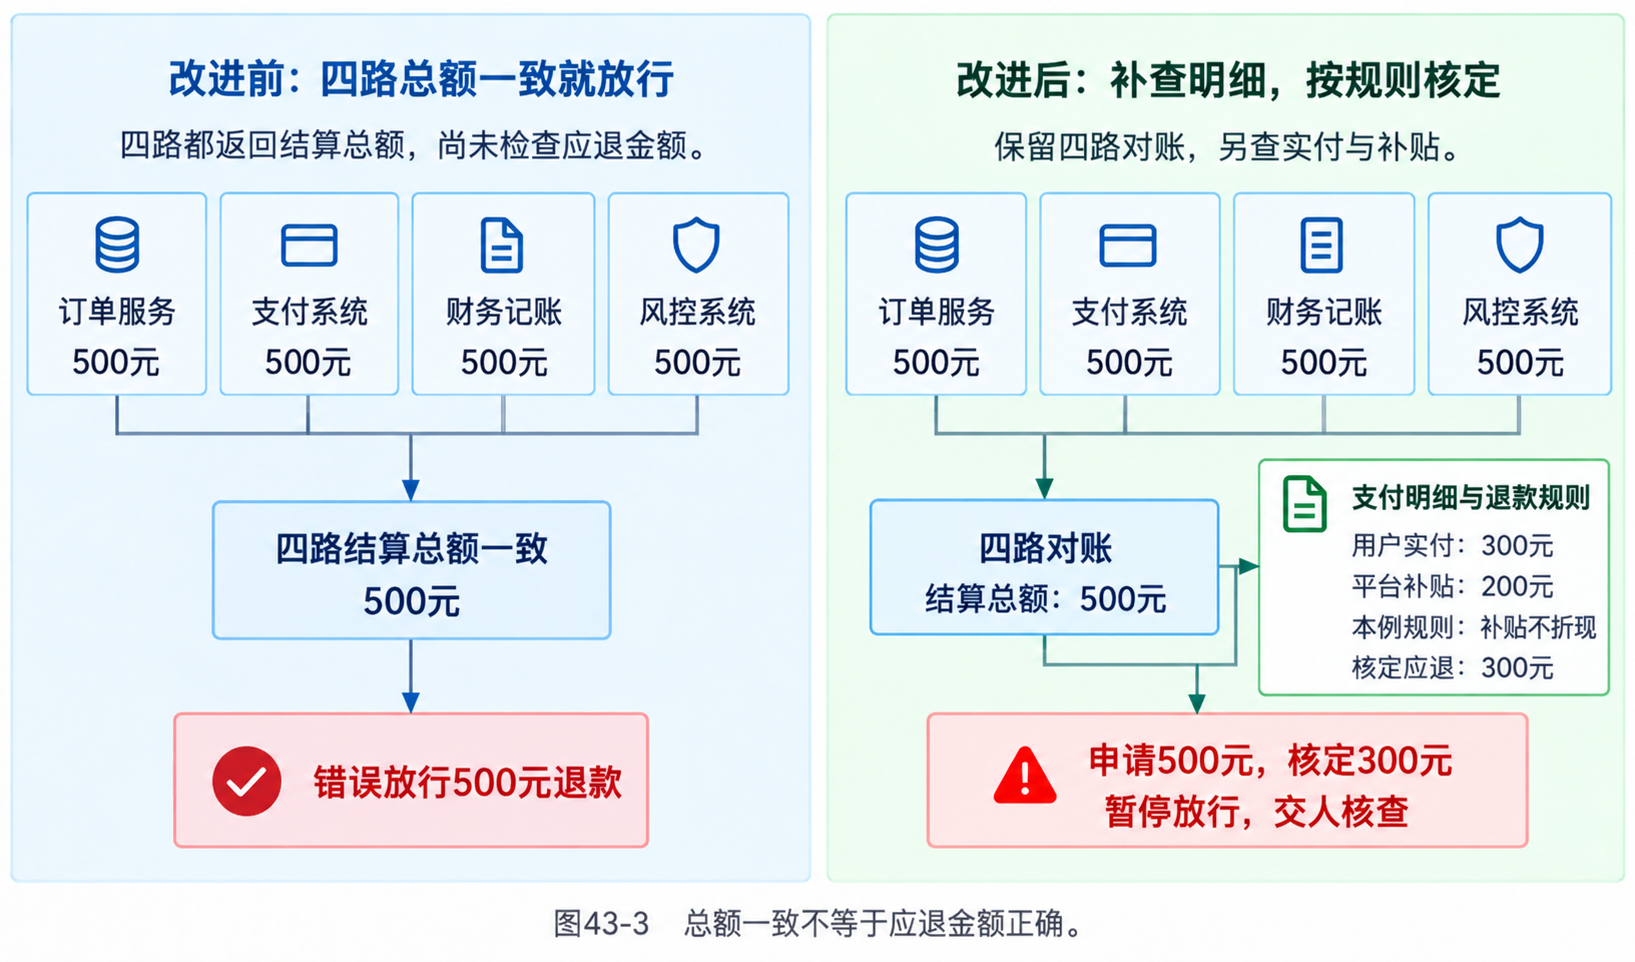 改进前：四路总额一致就放行
四路都返回结算总额，尚未检查应退金额。
订单服务
500元
支付系统
500元
财务记账
500元
风控系统
500元
四路结算总额一致
500元
错误放行500元退款
改进后：补查明细，按规则核定
保留四路对账，另查实付与补贴。
订单服务
500元
支付系统
500元
财务记账
500元
风控系统
500元
四路对账
结算总额：500元
支付明细与退款规则
用户实付：300元
平台补贴：200元
本例规则：补贴不折现
核定应退：300元
申请500元，核定300元
暂停放行，交人核查
图43-3 总额一致不等于应退金额正确。